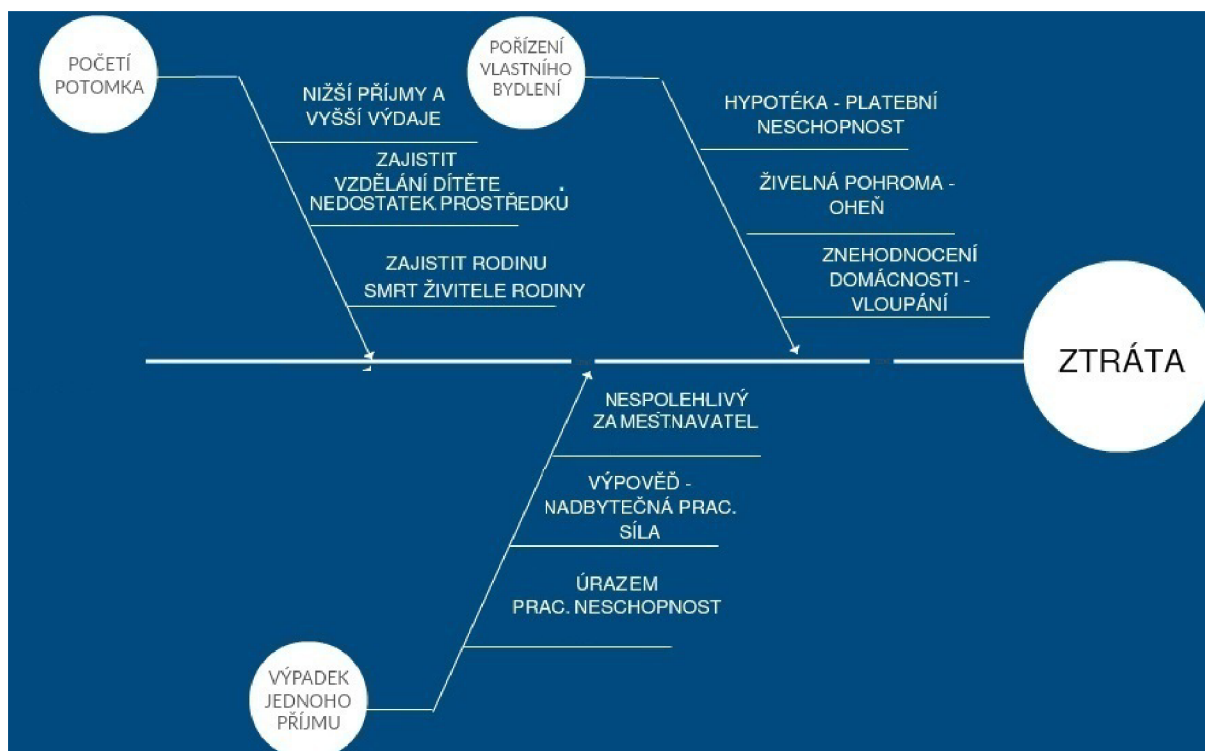 POČETÍ
POTOMKA
NIŽŠÍ PŘÍJMY A
VYŠŠÍ VÝDAJE
ZAJISTIT
VZDĚLÁNÍ DÍTĚTE
NEDOSTATEK PROSTŘEDKŮ
ZAJISTIT RODINU
SMRT ŽIVITELE RODINY
POŘÍZENÍ
VLASTNÍHO
BYDLENÍ
HYPOTÉKA - PLATEBNÍ
NESCHOPNOST
ŽIVELNÁ POHROMA -
OHEŇ
ZNEHODNOCENÍ
DOMÁCNOSTI -
VLOUPÁNÍ
ZTRÁTA
NESPOLEHLIVÝ
ZAMĚSTNAVATEL
VÝPOVĚĎ -
NADBYTEČNÁ PRAC.
SÍLA
ÚRAZEM
PRAC. NESCHOPNOST
VÝPADEK
JEDNOHO
PŘÍJMU